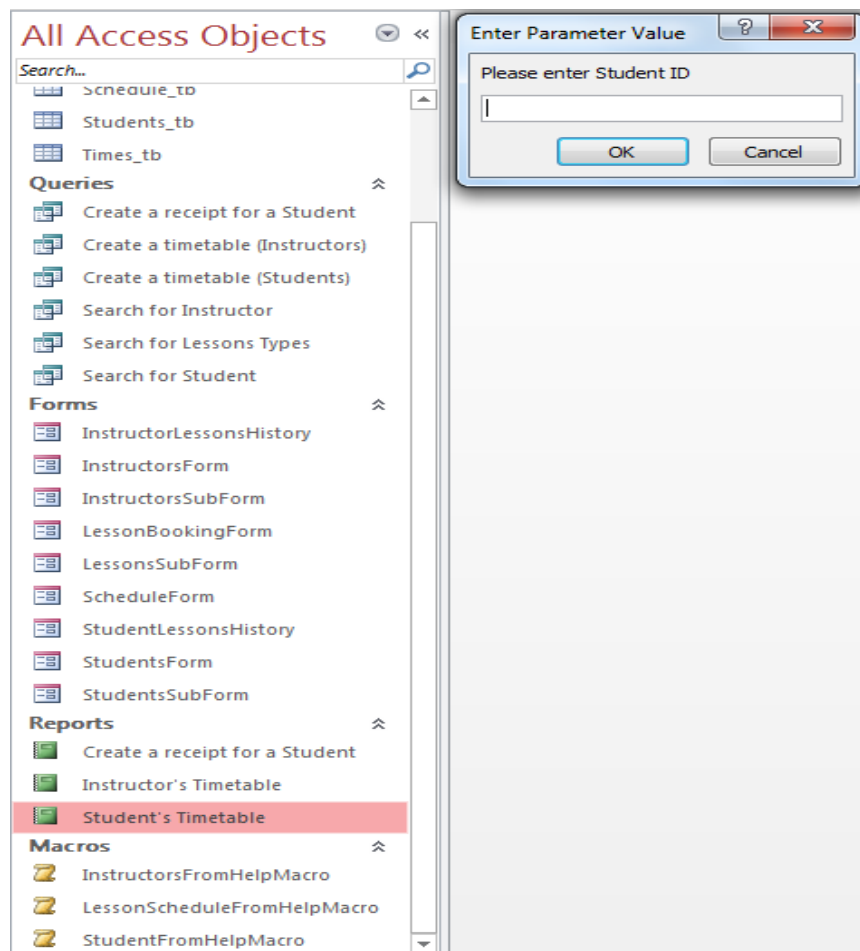 All Access Objects
Search...
Schedule_tb
Students_tb
Times_tb
Queries
Create a receipt for a Student
Create a timetable (Instructors)
Create a timetable (Students)
Search for Instructor
Search for Lessons Types
Search for Student
Forms
InstructorLessonsHistory
InstructorsForm
InstructorsSubForm
LessonBookingForm
LessonsSubForm
ScheduleForm
StudentLessonsHistory
StudentsForm
StudentsSubForm
Reports
Create a receipt for a Student
Instructor's Timetable
Student's Timetable
Macros
InstructorsFromHelpMacro
LessonScheduleFromHelpMacro
StudentFromHelpMacro
Enter Parameter Value
Please enter Student ID
OK Cancel